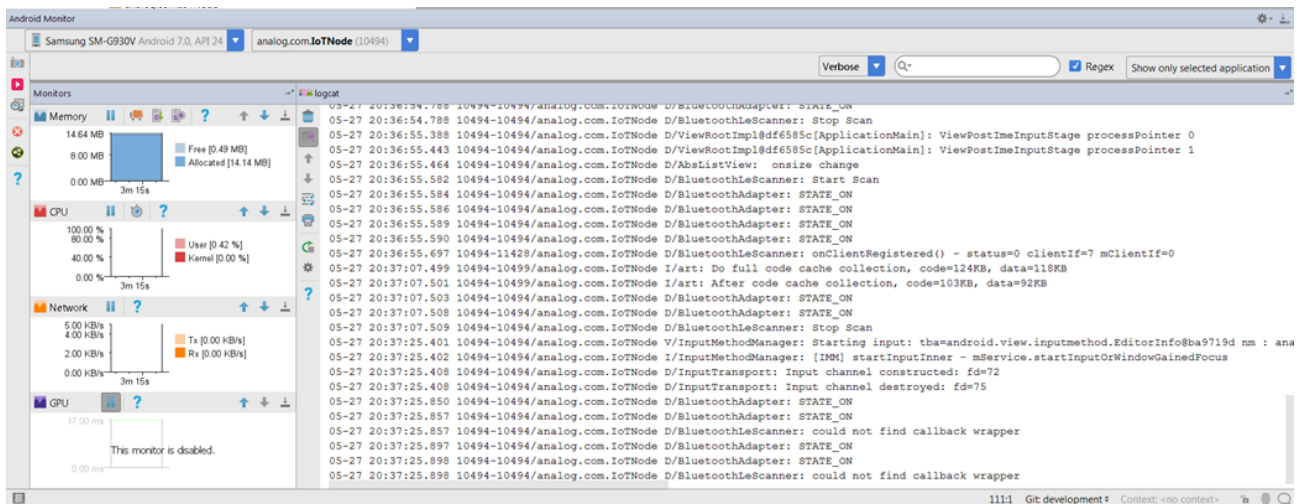 Android Monitor
Samsung SM-G930V Android 7.0, API 24 analog.com.IoTNode (10494)
Verbose Regex Show only selected application
Monitors logcat
Memory ?
14.64 MB
8.00 MB
0.00 MB
3m 15s
Free [0.49 MB]
Allocated [14.14 MB]
CPU ?
100.00 %
80.00 %
40.00 %
0.00 %
3m 15s
User [0.42 %]
Kernel [0.00 %]
Network ?
5.00 KB/s
4.00 KB/s
2.00 KB/s
0.00 KB/s
3m 15s
Tx [0.00 KB/s]
Rx [0.00 KB/s]
GPU ?
17.00 ms
This monitor is disabled.
0.00 ms
05-27 20:36:54.788 10494-10494/analog.com.IoTNode D/BluetoothAdapter: STATE_ON
05-27 20:36:54.788 10494-10494/analog.com.IoTNode D/BluetoothLeScanner: Stop Scan
05-27 20:36:55.388 10494-10494/analog.com.IoTNode D/ViewRootImpl@df6585c[ApplicationMain]: ViewPostImeInputStage processPointer 0
05-27 20:36:55.443 10494-10494/analog.com.IoTNode D/ViewRootImpl@df6585c[ApplicationMain]: ViewPostImeInputStage processPointer 1
05-27 20:36:55.464 10494-10494/analog.com.IoTNode D/AbsListView: onsize change
05-27 20:36:55.582 10494-10494/analog.com.IoTNode D/BluetoothLeScanner: Start Scan
05-27 20:36:55.584 10494-10494/analog.com.IoTNode D/BluetoothAdapter: STATE_ON
05-27 20:36:55.586 10494-10494/analog.com.IoTNode D/BluetoothAdapter: STATE_ON
05-27 20:36:55.589 10494-10494/analog.com.IoTNode D/BluetoothAdapter: STATE_ON
05-27 20:36:55.590 10494-10494/analog.com.IoTNode D/BluetoothAdapter: STATE_ON
05-27 20:36:55.697 10494-11428/analog.com.IoTNode D/BluetoothLeScanner: onClientRegistered() - status=0 clientIf=7 mClientIf=0
05-27 20:37:07.499 10494-10499/analog.com.IoTNode I/art: Do full code cache collection, code=124KB, data=118KB
05-27 20:37:07.501 10494-10499/analog.com.IoTNode I/art: After code cache collection, code=103KB, data=92KB
05-27 20:37:07.503 10494-10494/analog.com.IoTNode D/BluetoothAdapter: STATE_ON
05-27 20:37:07.508 10494-10494/analog.com.IoTNode D/BluetoothAdapter: STATE_ON
05-27 20:37:07.509 10494-10494/analog.com.IoTNode D/BluetoothLeScanner: Stop Scan
05-27 20:37:25.401 10494-10494/analog.com.IoTNode V/InputMethodManager: Starting input: tba=android.view.inputmethod.EditorInfo@ba9719d nm : ana
05-27 20:37:25.402 10494-10494/analog.com.IoTNode I/InputMethodManager: [IMM] startInputInner - mService.startInputOrWindowGainedFocus
05-27 20:37:25.408 10494-10494/analog.com.IoTNode D/InputTransport: Input channel constructed: fd=72
05-27 20:37:25.408 10494-10494/analog.com.IoTNode D/InputTransport: Input channel destroyed: fd=75
05-27 20:37:25.850 10494-10494/analog.com.IoTNode D/BluetoothAdapter: STATE_ON
05-27 20:37:25.857 10494-10494/analog.com.IoTNode D/BluetoothAdapter: STATE_ON
05-27 20:37:25.857 10494-10494/analog.com.IoTNode D/BluetoothLeScanner: could not find callback wrapper
05-27 20:37:25.897 10494-10494/analog.com.IoTNode D/BluetoothAdapter: STATE_ON
05-27 20:37:25.898 10494-10494/analog.com.IoTNode D/BluetoothAdapter: STATE_ON
05-27 20:37:25.898 10494-10494/analog.com.IoTNode D/BluetoothLeScanner: could not find callback wrapper
111:1 Git: development Context: <no context>